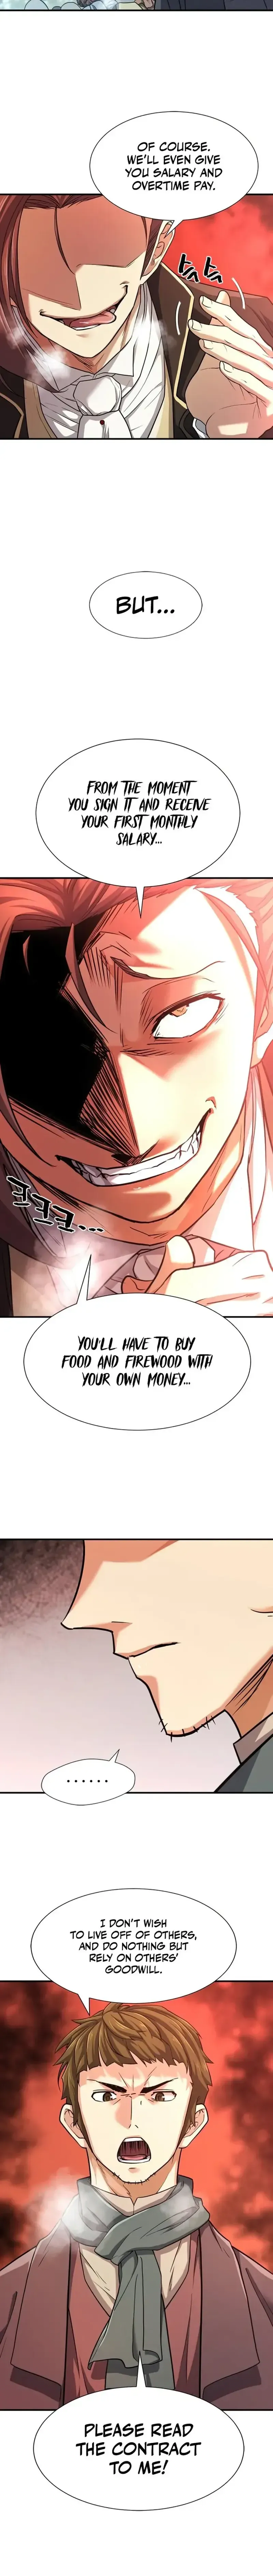 OF COURSE.
WE'LL EVEN GIVE
YOU SALARY AND
OVERTIME PAY.
BUT...
FROM THE MOMENT
YOU SIGN IT AND RECEIVE
YOUR FIRST MONTHLY
SALARY...
YOU'LL HAVE TO BUY
FOOD AND FIREWOOD WITH
YOUR OWN MONEY...
......
I DON'T WISH
TO LIVE OFF OF OTHERS,
AND DO NOTHING BUT
RELY ON OTHERS'
GOODWILL.
PLEASE READ
THE CONTRACT
TO ME!